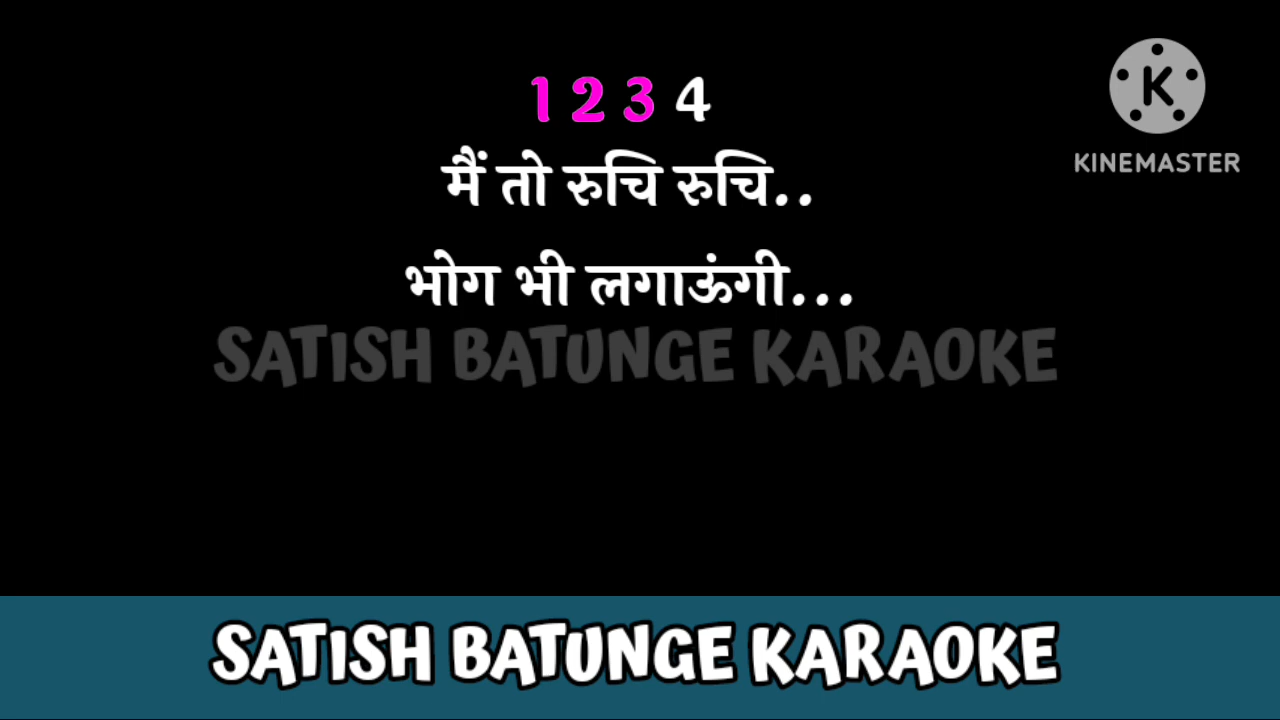 1 2 3 4
KINEMASTER
मैं तो रुचि रुचि..
भोग भी लगाऊंगी...
SATISH BATUNGE KARAOKE
SATISH BATUNGE KARAOKE